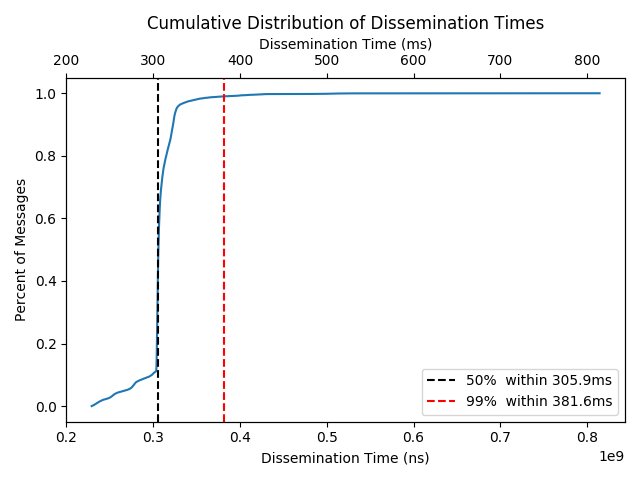 Cumulative Distribution of Dissemination Times
Dissemination Time (ms)
200 300 400 500 600 700 800
Percent of Messages
1.0
0.8
0.6
0.4
0.2
0.0
50%  within 305.9ms
99%  within 381.6ms
0.2 0.3 0.4 0.5 0.6 0.7 0.8
1e9
Dissemination Time (ns)